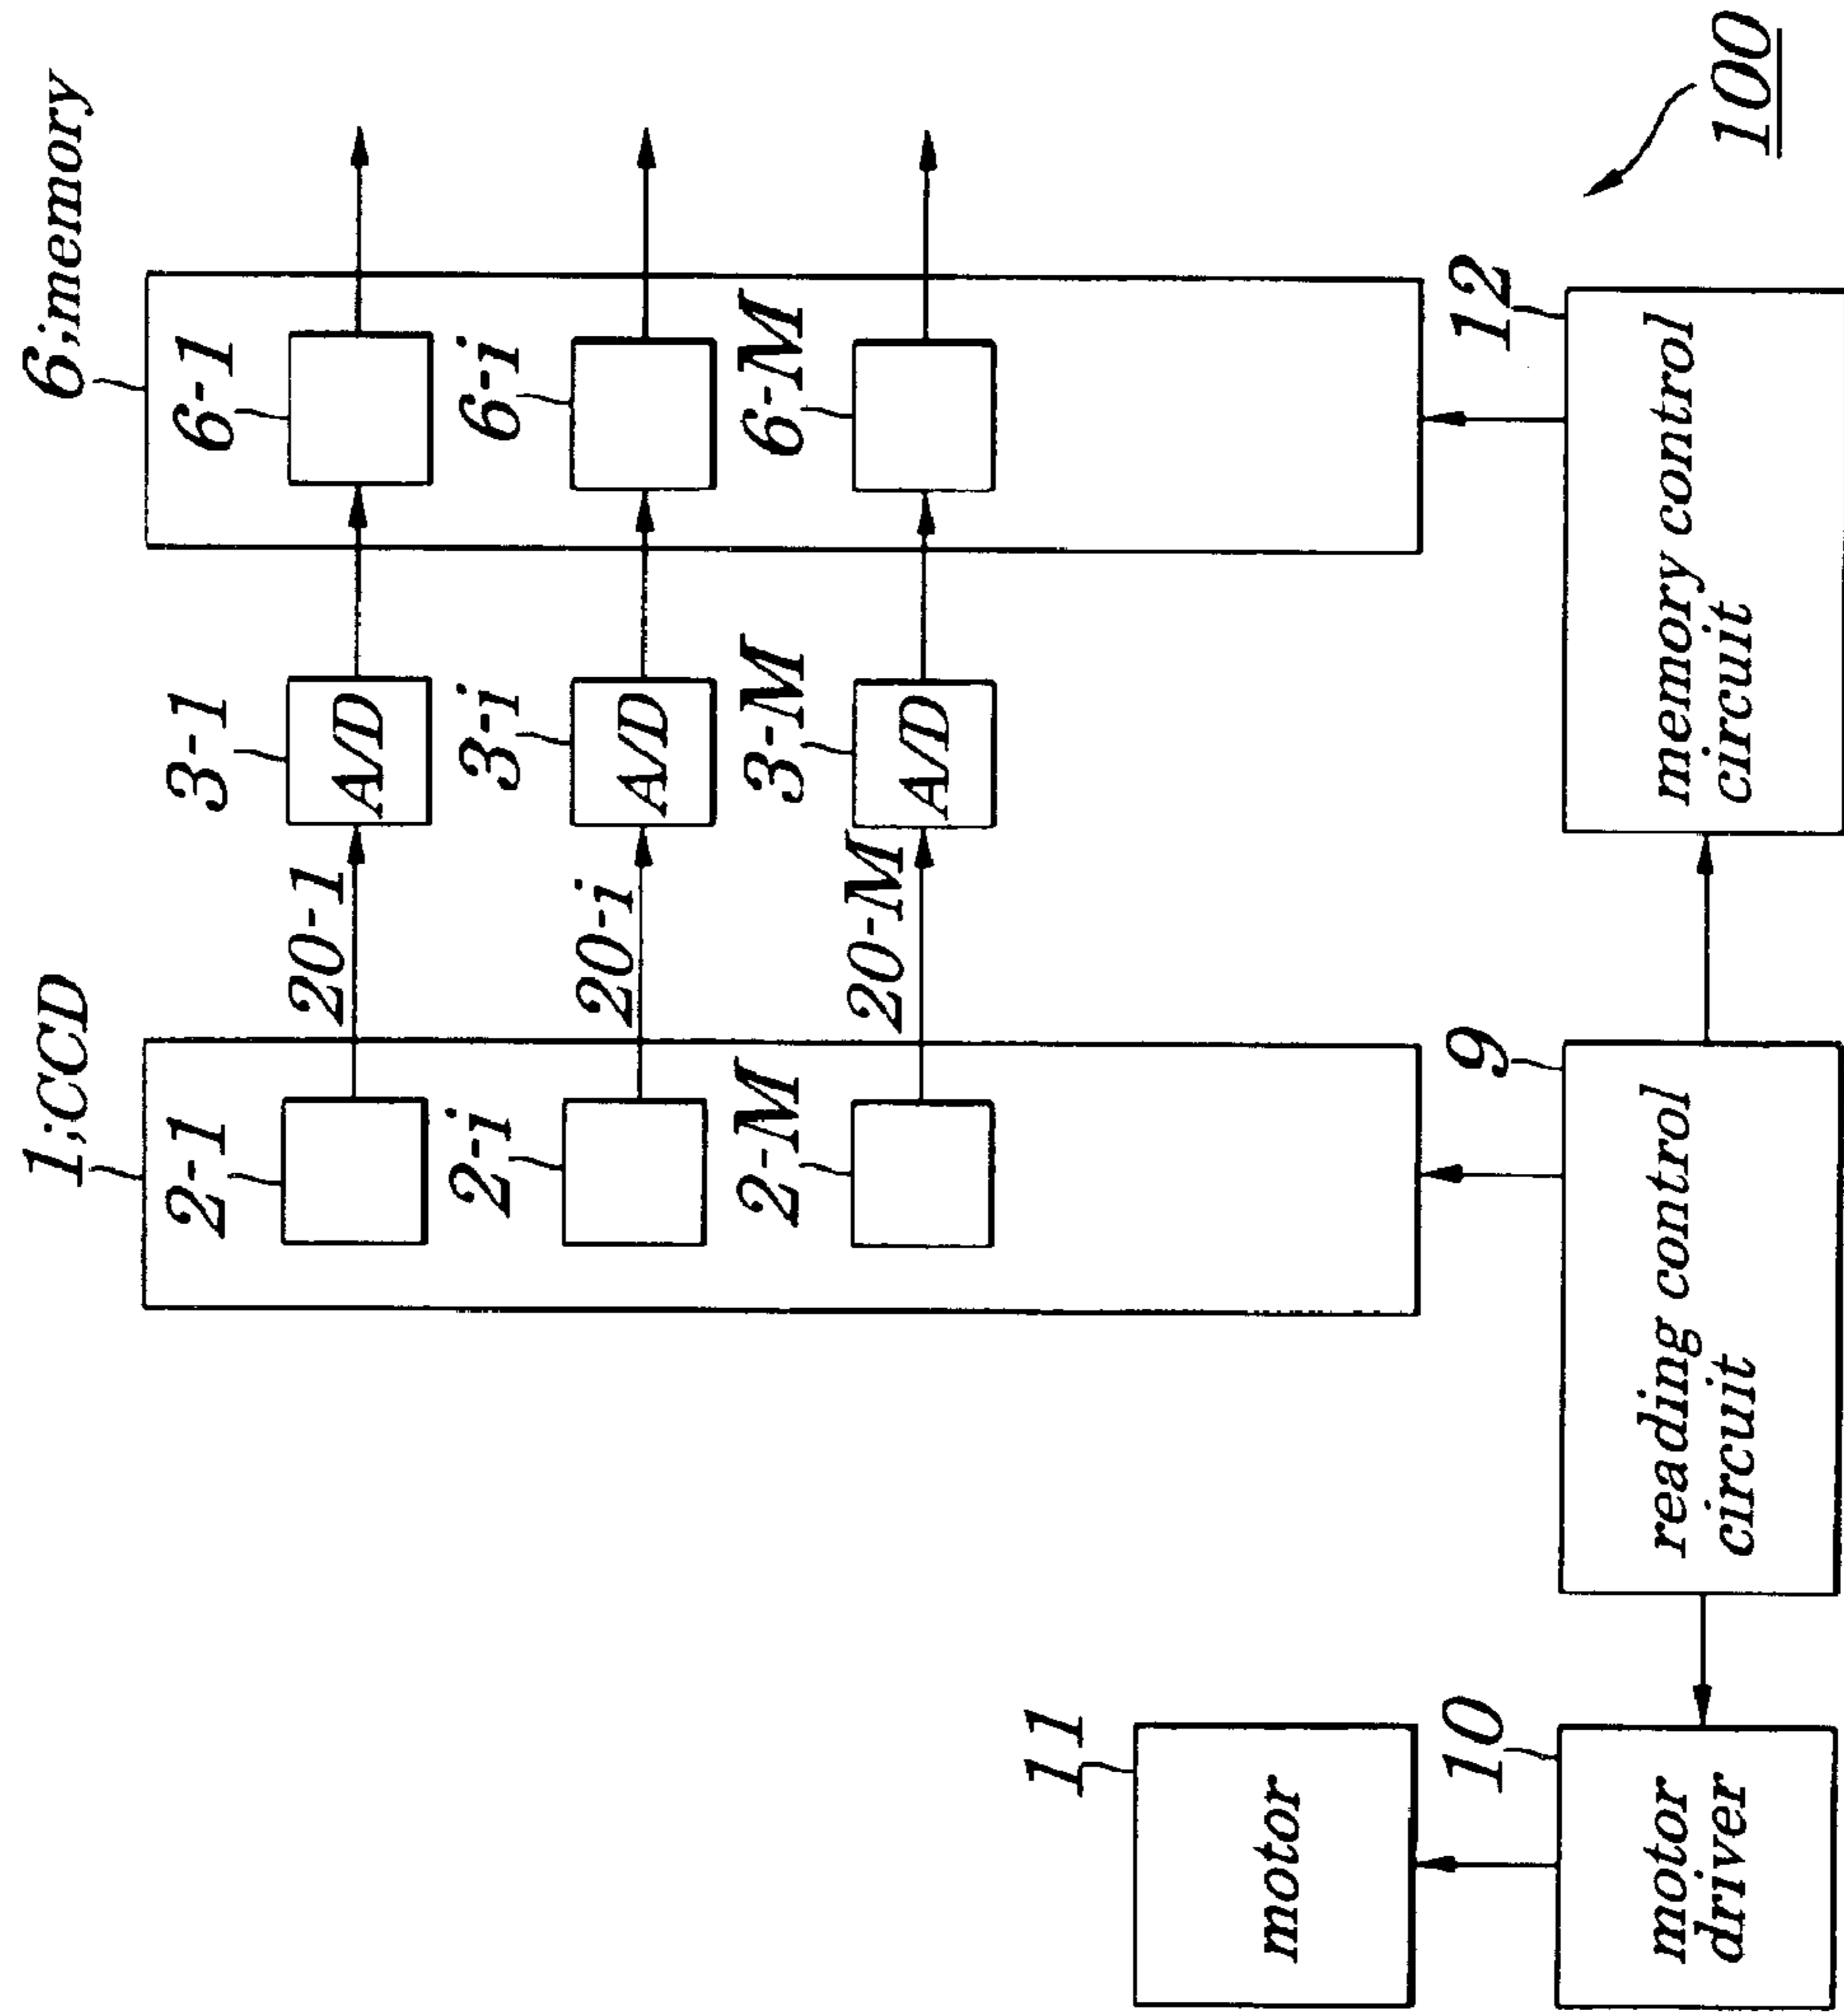 1;CCD
6;memory
2-1
20-1
3-1
A/D
6-1
2-i
20-i
3-i
A/D
6-i
2-M
20-M
3-M
A/D
6-M
11
motor
10
motor
driver
9
reading control
circuit
12
memory control
circuit
100